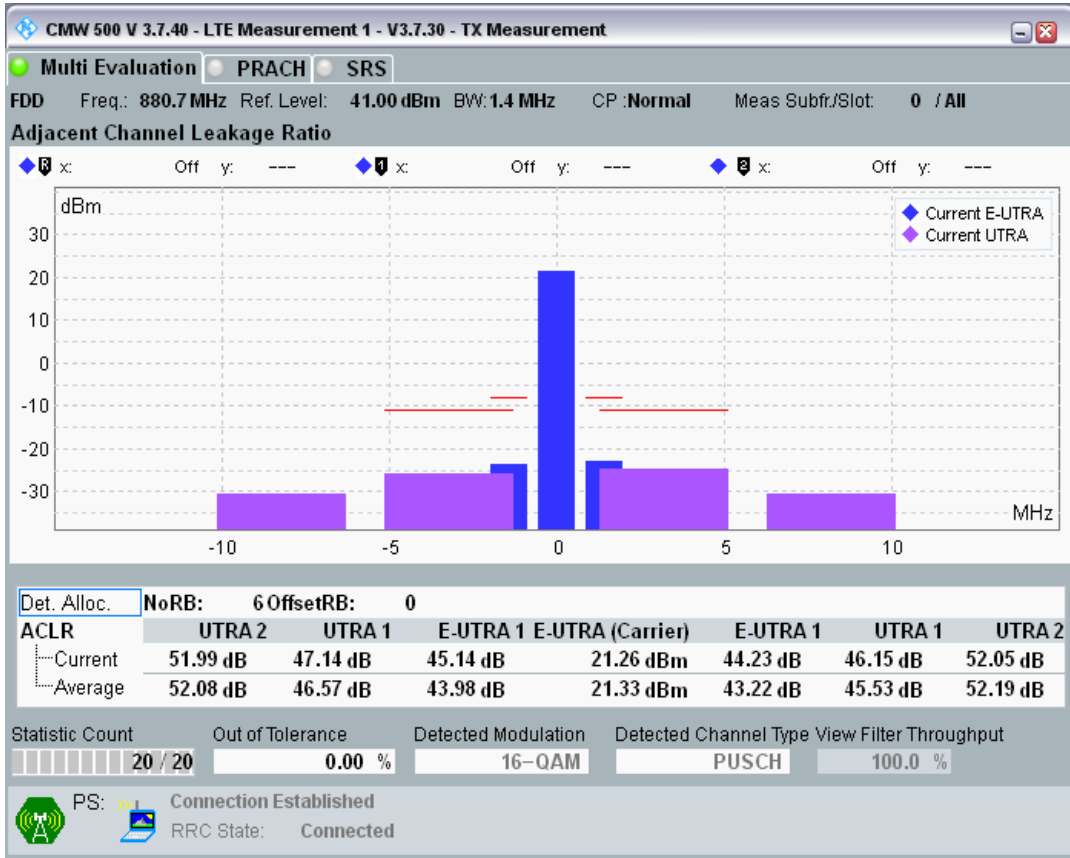 CMW 500 V 3.7.40 - LTE Measurement 1 - V3.7.30 - TX Measurement
Multi Evaluation PRACH SRS
FDD Freq.: 880.7 MHz Ref. Level: 41.00 dBm BW: 1.4 MHz CP :Normal Meas Subfr./Slot: 0 / All
Adjacent Channel Leakage Ratio
R x: Off y: --- 1 x: Off y: --- 2 x: Off y: ---
dBm
Current E-UTRA
Current UTRA
30
20
10
0
-10
-20
-30
MHz
-10 -5 0 5 10
Det. Alloc. NoRB: 6 OffsetRB: 0
ACLR UTRA 2 UTRA 1 E-UTRA 1 E-UTRA (Carrier) E-UTRA 1 UTRA 1 UTRA 2
Current 51.99 dB 47.14 dB 45.14 dB 21.26 dBm 44.23 dB 46.15 dB 52.05 dB
Average 52.08 dB 46.57 dB 43.98 dB 21.33 dBm 43.22 dB 45.53 dB 52.19 dB
Statistic Count Out of Tolerance Detected Modulation Detected Channel Type View Filter Throughput
20 / 20 0.00 % 16-QAM PUSCH 100.0 %
PS: Connection Established
RRC State: Connected